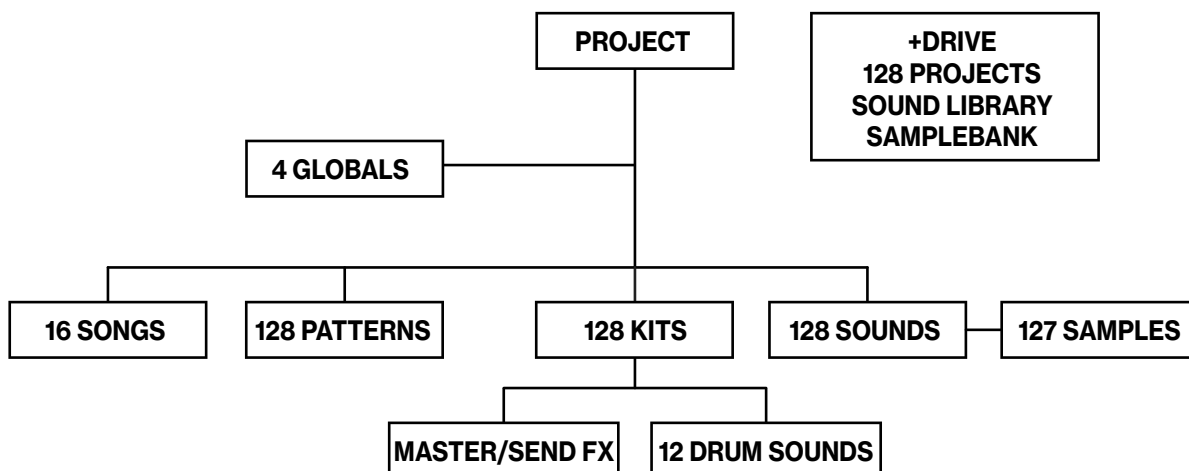 PROJECT
+DRIVE
128 PROJECTS
SOUND LIBRARY
SAMPLEBANK
4 GLOBALS
16 SONGS
128 PATTERNS
128 KITS
128 SOUNDS
127 SAMPLES
MASTER/SEND FX
12 DRUM SOUNDS